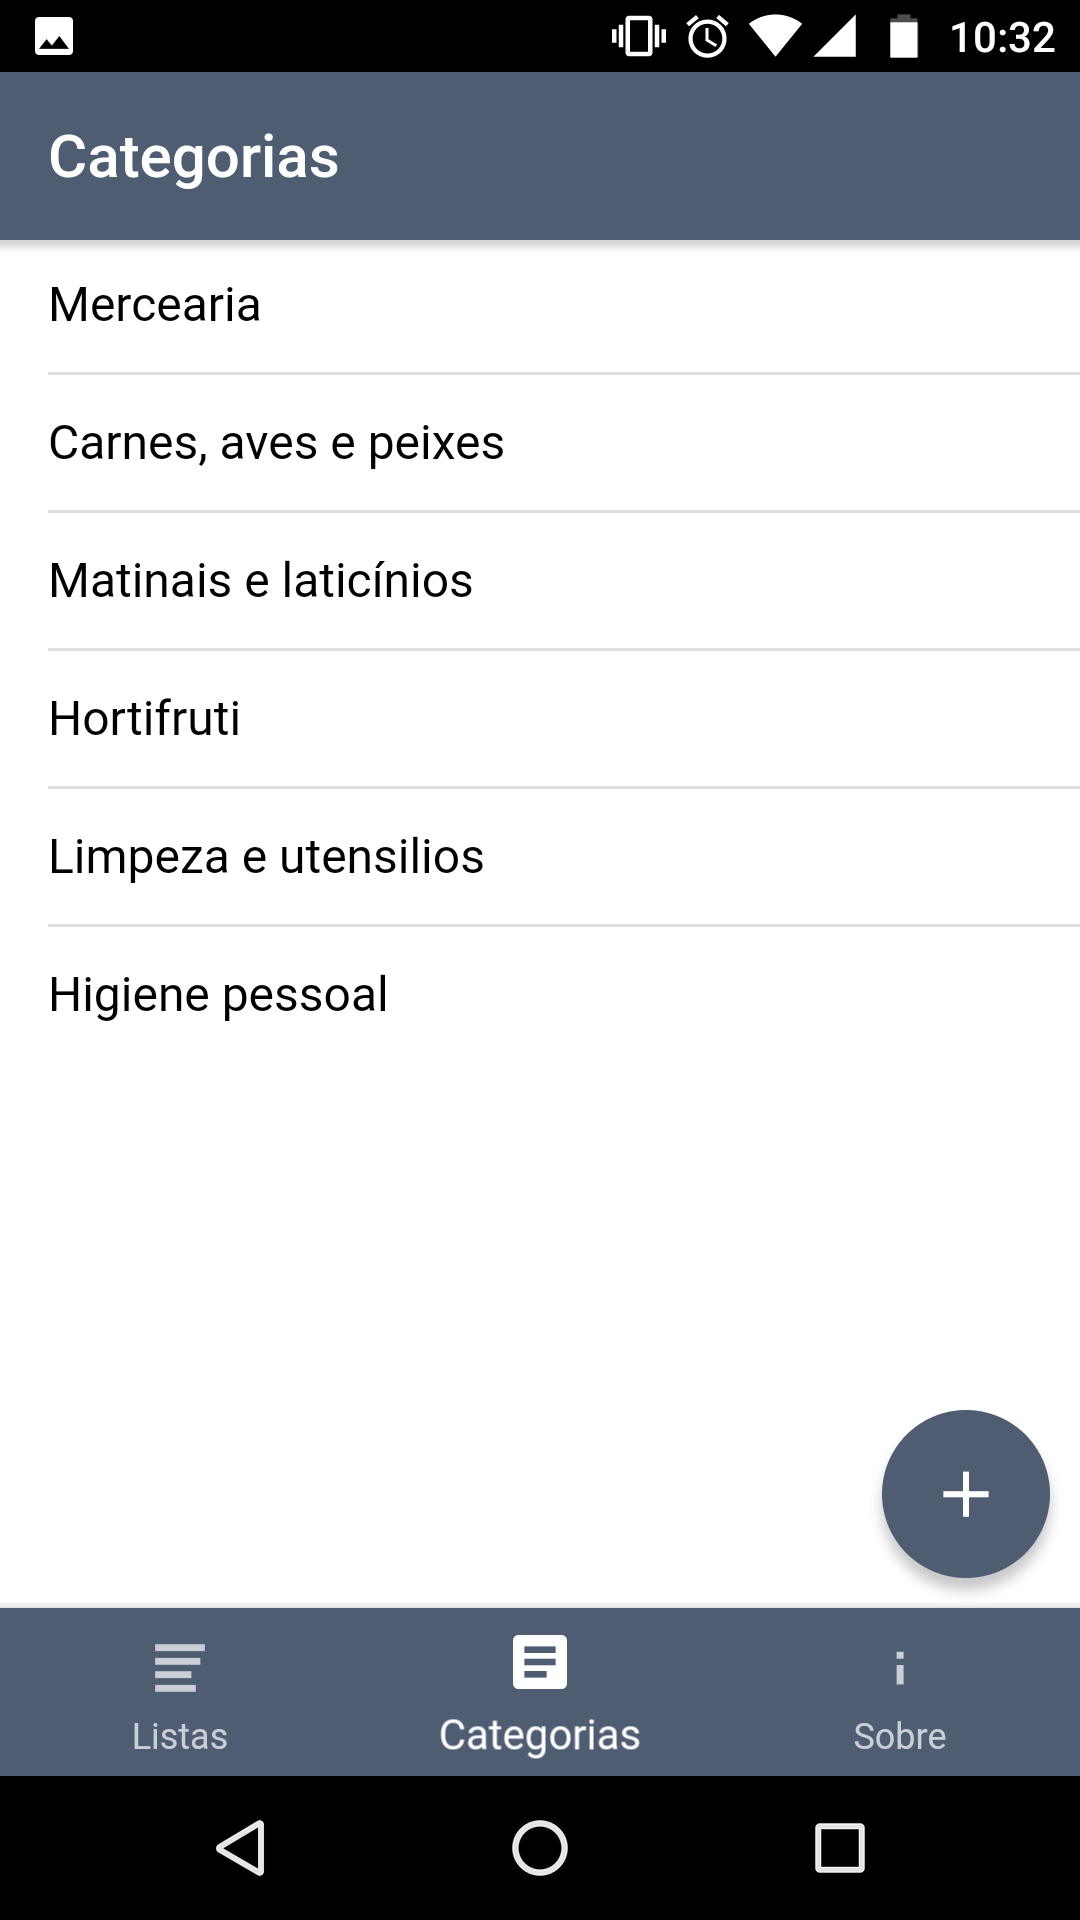 10:32
Categorias
Mercearia
Carnes, aves e peixes
Matinais e laticínios
Hortifruti
Limpeza e utensilios
Higiene pessoal
Listas
Categorias
Sobre